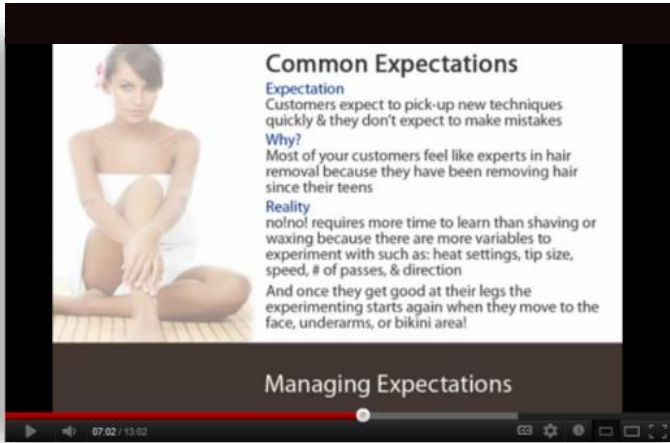 Common Expectations
Expectation
Customers expect to pick-up new techniques
quickly & they don't expect to make mistakes
Why?
Most of your customers feel like experts in hair
removal because they have been removing hair
since their teens
Reality
no!no! requires more time to learn than shaving or
waxing because there are more variables to
experiment with such as: heat settings, tip size,
speed, # of passes, & direction
And once they get good at their legs the
experimenting starts again when they move to the
face, underarms, or bikini area!
Managing Expectations
07:02 / 13:02
CC